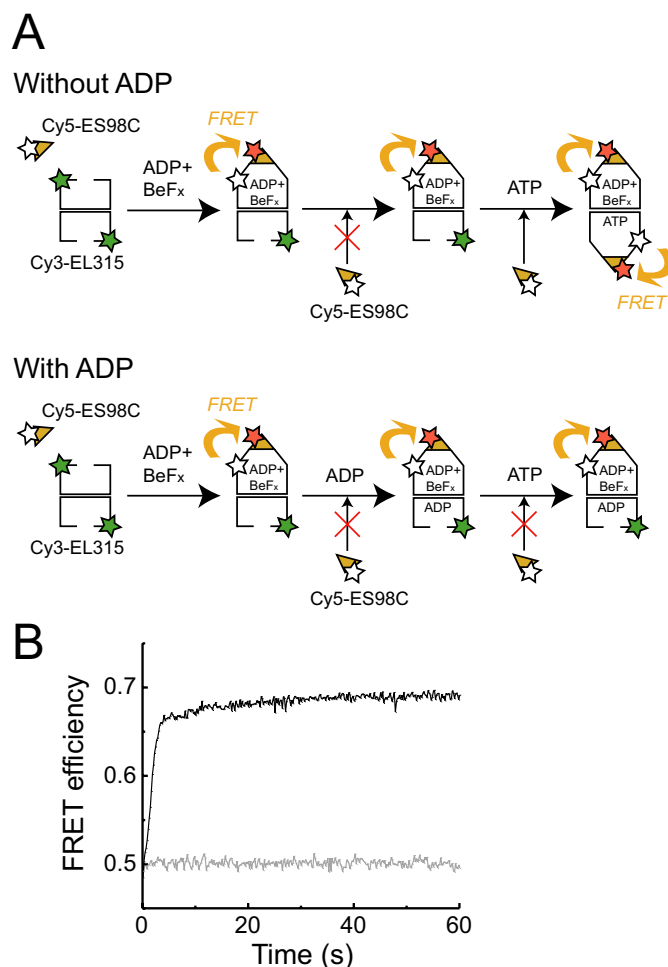 A
Without ADP
Cy5-ES98C
Cy3-EL315
ADP+
BeFx
FRET
ADP+
BeFx
Cy5-ES98C
ADP+
BeFx
ATP
ADP+
BeFx
ATP
FRET
With ADP
Cy5-ES98C
Cy3-EL315
ADP+
BeFx
FRET
ADP+
BeFx
ADP
Cy5-ES98C
ADP+
BeFx
ADP
ATP
ADP+
BeFx
ADP
B
FRET efficiency
0.7
0.6
0.5
0
20
40
60
Time (s)